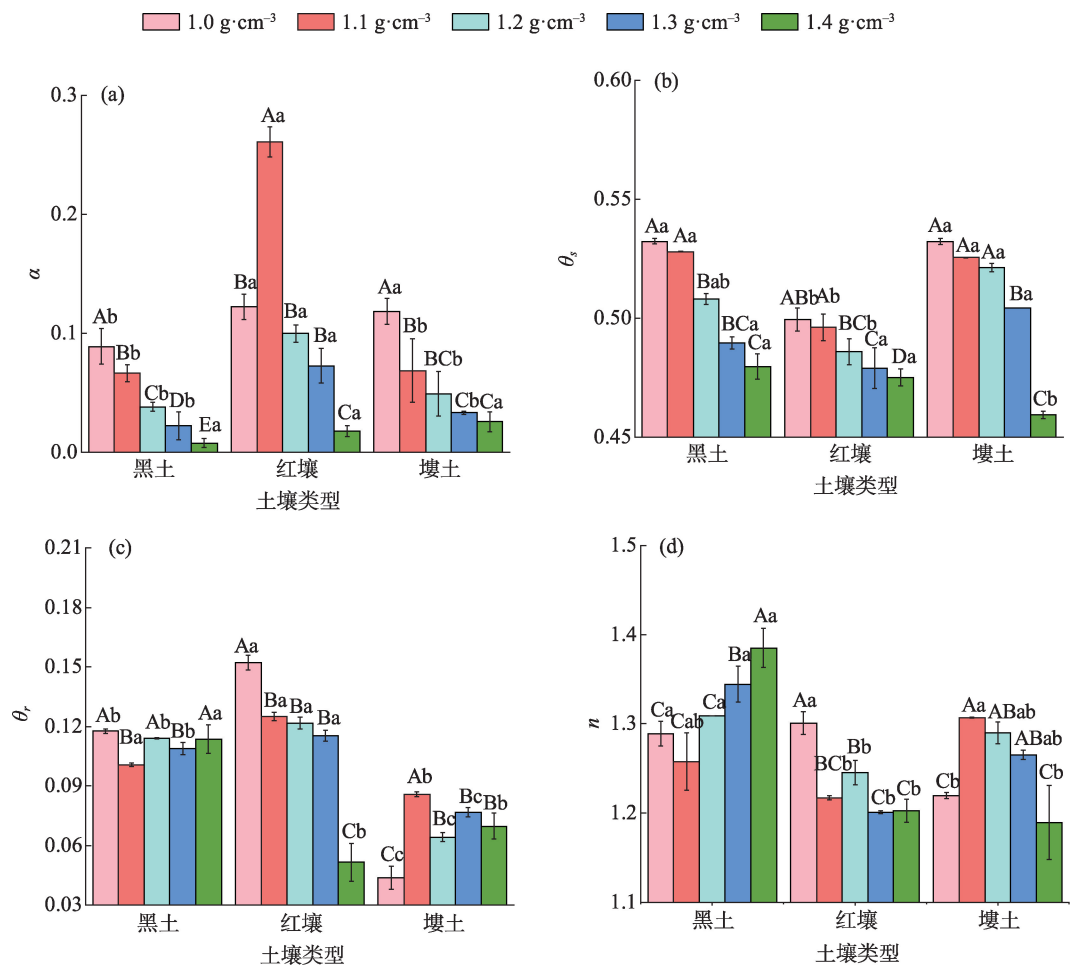 1.0 g·cm⁻³ 1.1 g·cm⁻³ 1.2 g·cm⁻³ 1.3 g·cm⁻³ 1.4 g·cm⁻³
(a)
0.3
0.2
0.1
0.0
α
Ab Bb Cb Db Ea
Ba Aa Ba Ba Ca
Aa Bb BCb Cb Ca
黑土 红壤 塿土
土壤类型
(b)
0.60
0.55
0.50
0.45
θs
Aa Aa Bab BCa Ca
ABb Ab BCb Ca Da
Aa Aa Aa Ba Cb
黑土 红壤 塿土
土壤类型
(c)
0.21
0.18
0.15
0.12
0.09
0.06
0.03
θr
Ab Ba Ab Bb Aa
Aa Ba Ba Ba Cb
Cc Ab Bc Bc Bb
黑土 红壤 塿土
土壤类型
(d)
1.5
1.4
1.3
1.2
1.1
n
Ca Cab Ca Ba Aa
Aa BCb Bb Cb Cb
Cb Aa ABab ABab Cb
黑土 红壤 塿土
土壤类型